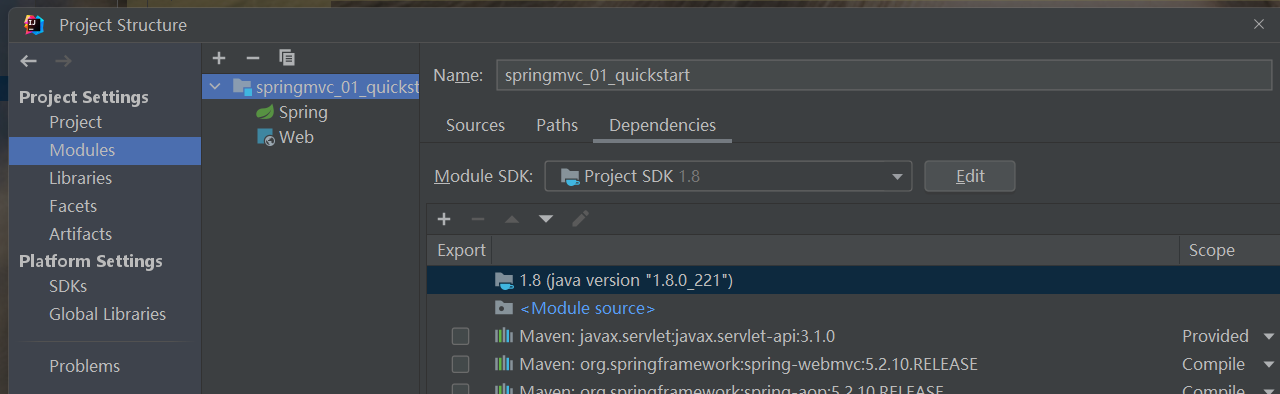 Project Structure
Project Settings
Project
Modules
Libraries
Facets
Artifacts
Platform Settings
SDKs
Global Libraries
Problems
springmvc_01_quickst
Spring
Web
Name: springmvc_01_quickstart
Sources Paths Dependencies
Module SDK: Project SDK 1.8 Edit
Export Scope
1.8 (java version "1.8.0_221")
<Module source>
Maven: javax.servlet:javax.servlet-api:3.1.0 Provided
Maven: org.springframework:spring-webmvc:5.2.10.RELEASE Compile
Maven: org.springframework:spring-aop:5.2.10.RELEASE Compile